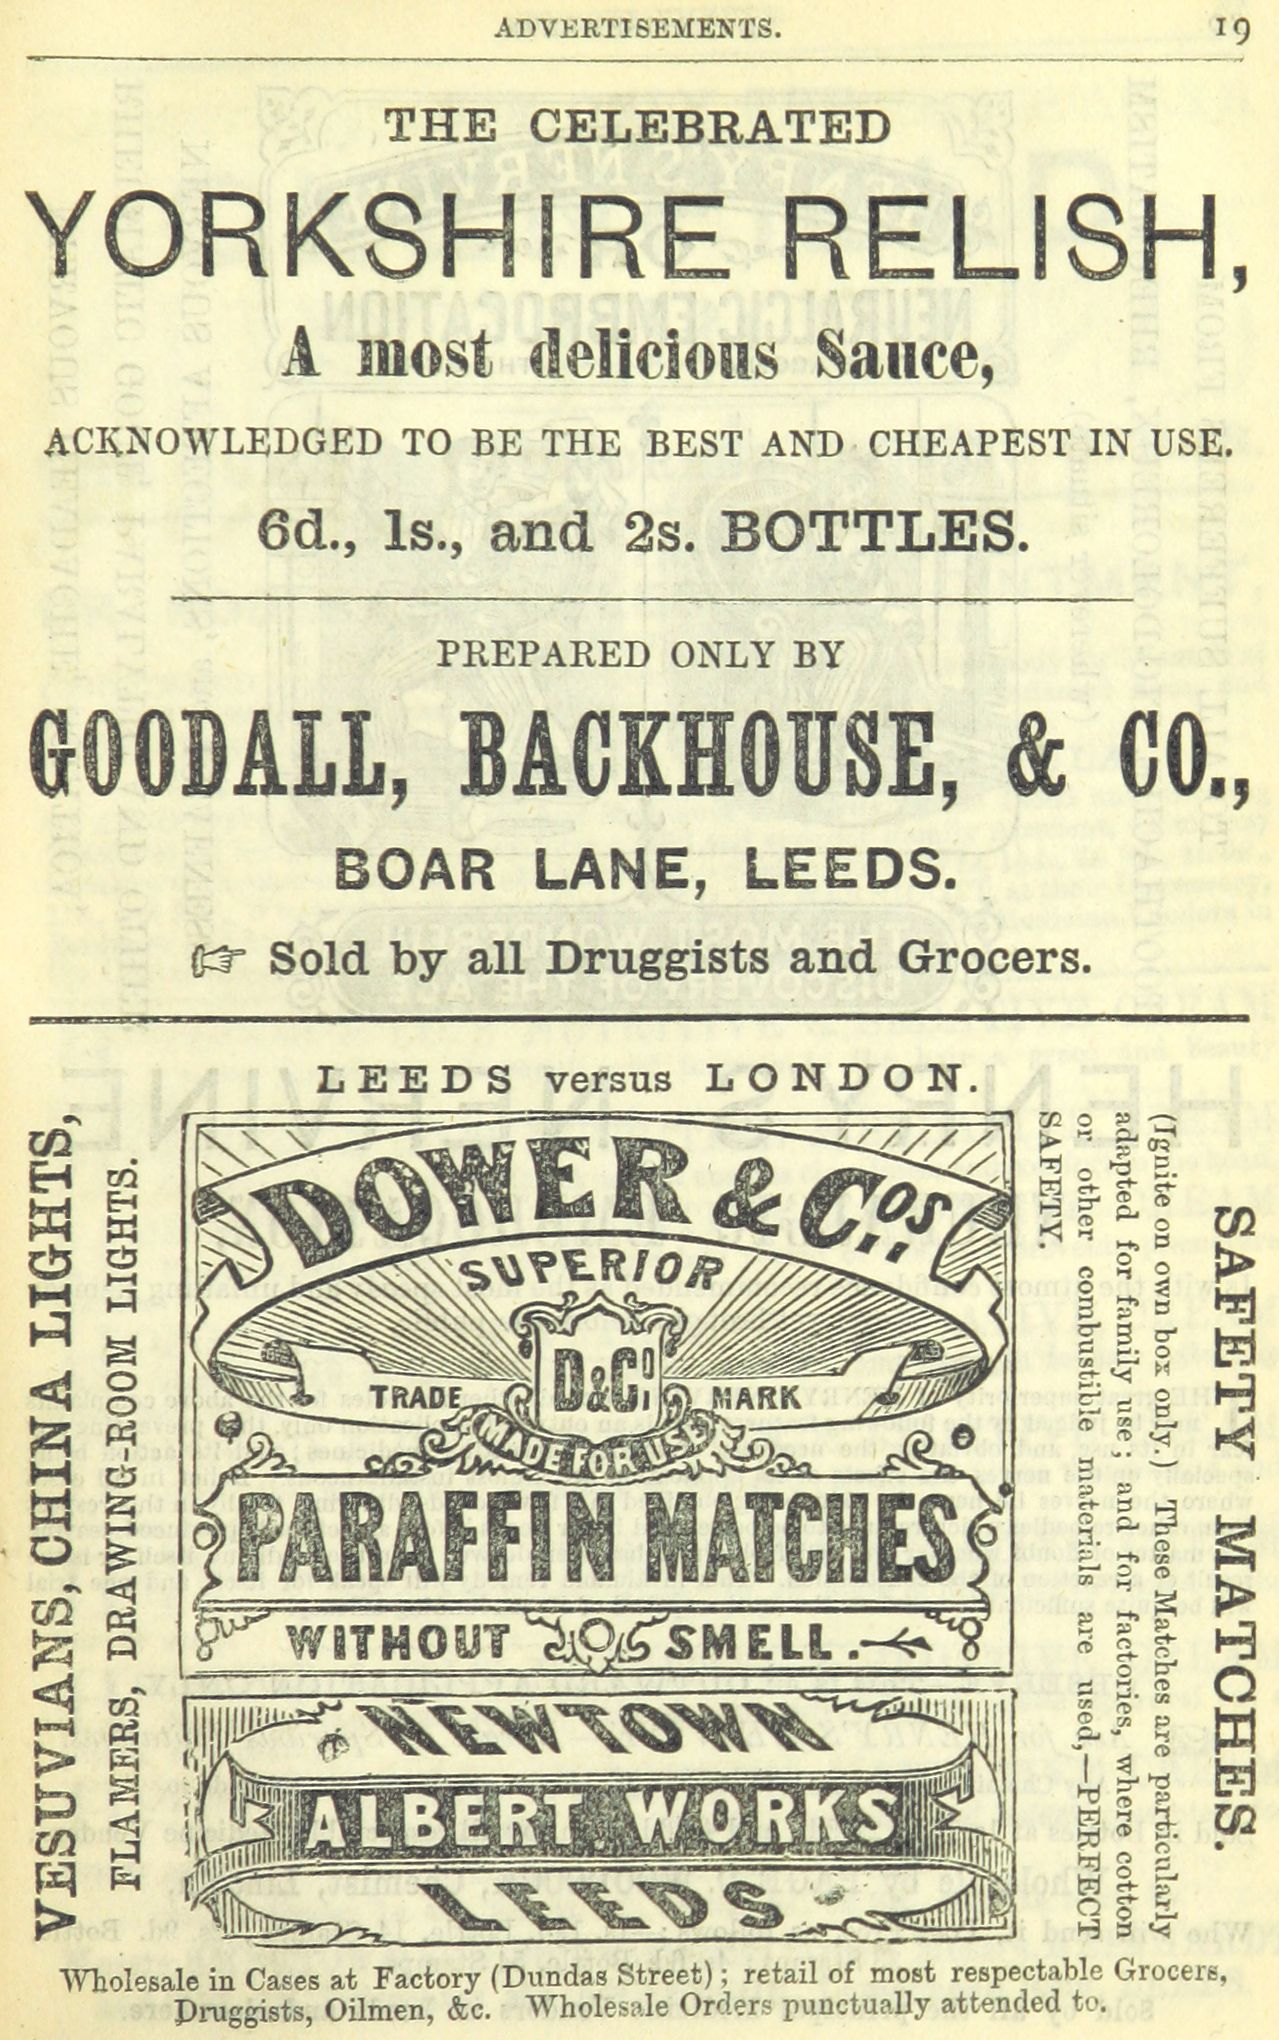 ADVERTISEMENTS. 19
THE CELEBRATED
YORKSHIRE RELISH,
A most delicious Sauce,
ACKNOWLEDGED TO BE THE BEST AND CHEAPEST IN USE.
6d., 1s., and 2s. BOTTLES.
PREPARED ONLY BY
GOODALL, BACKHOUSE, & CO.,
BOAR LANE, LEEDS.
☞ Sold by all Druggists and Grocers.
LEEDS versus LONDON.
VESUVIANS, CHINA LIGHTS,
FLAMERS, DRAWING-ROOM LIGHTS.
DOWER & Cos.
SUPERIOR
D&Co
TRADE MARK
MADE FOR USE
PARAFFIN MATCHES
WITHOUT SMELL.
NEWTOWN
ALBERT WORKS
LEEDS
SAFETY MATCHES.
(Ignite on own box only.) These Matches are particularly
adapted for family use; and for factories, where cotton
or other combustible materials are used,—PERFECT
SAFETY.
Wholesale in Cases at Factory (Dundas Street); retail of most respectable Grocers,
Druggists, Oilmen, &c. Wholesale Orders punctually attended to.